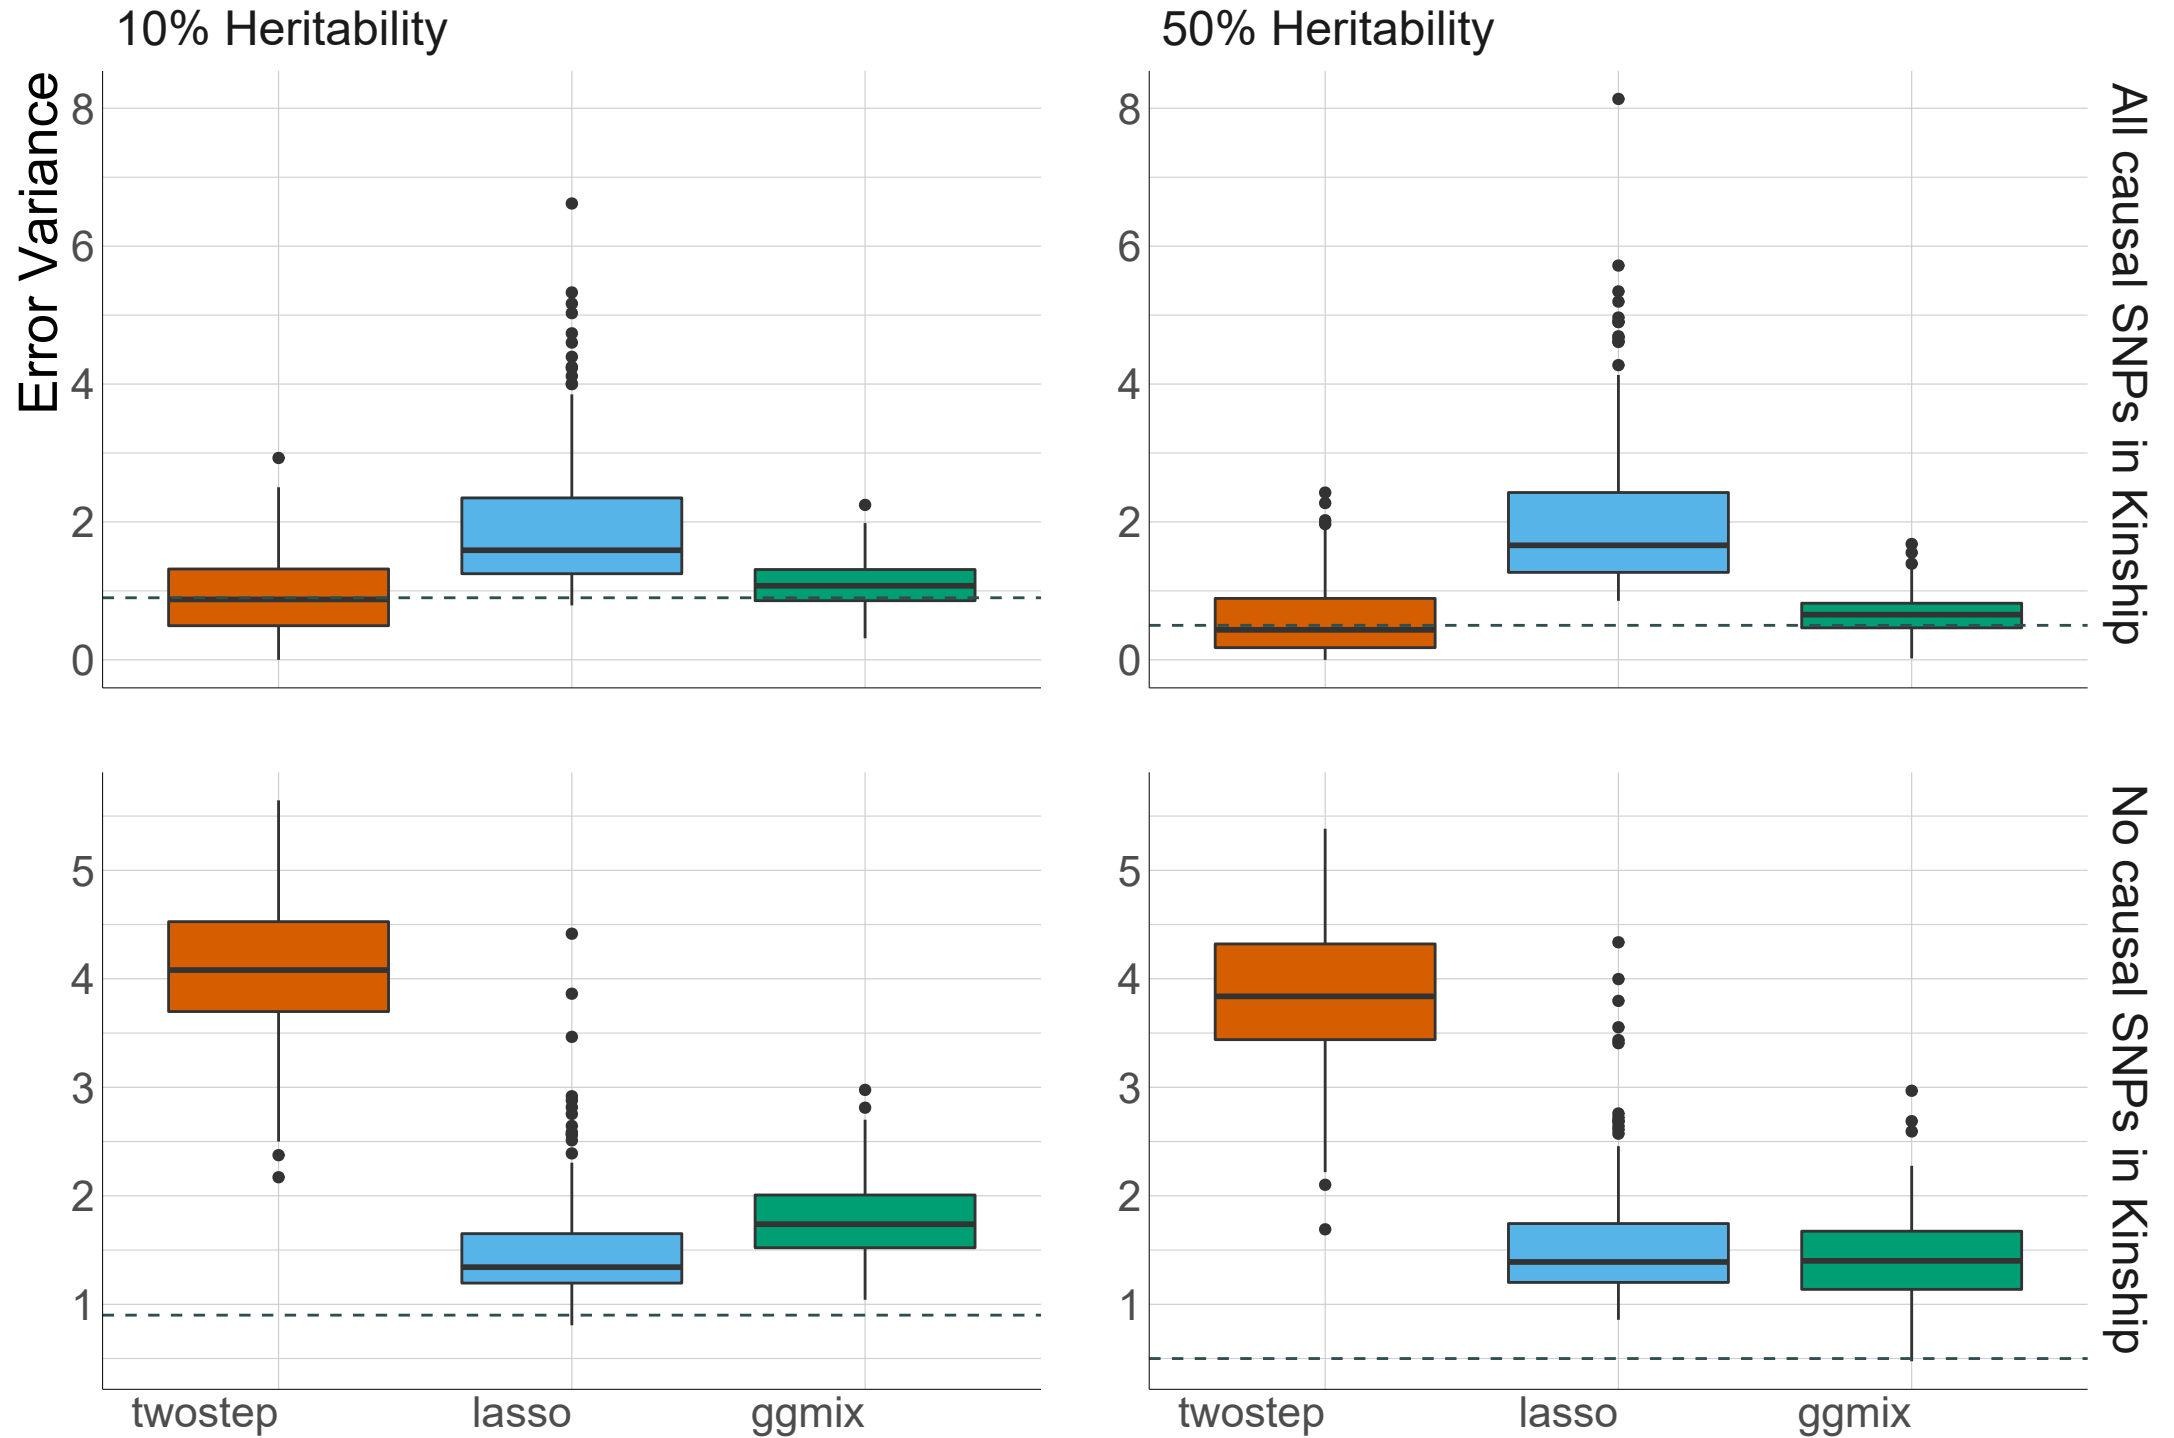 10% Heritability
50% Heritability
Error Variance
8
6
4
2
0
8
6
4
2
0
All causal SNPs in Kinship
5
4
3
2
1
5
4
3
2
1
No causal SNPs in Kinship
twostep lasso ggmix
twostep lasso ggmix